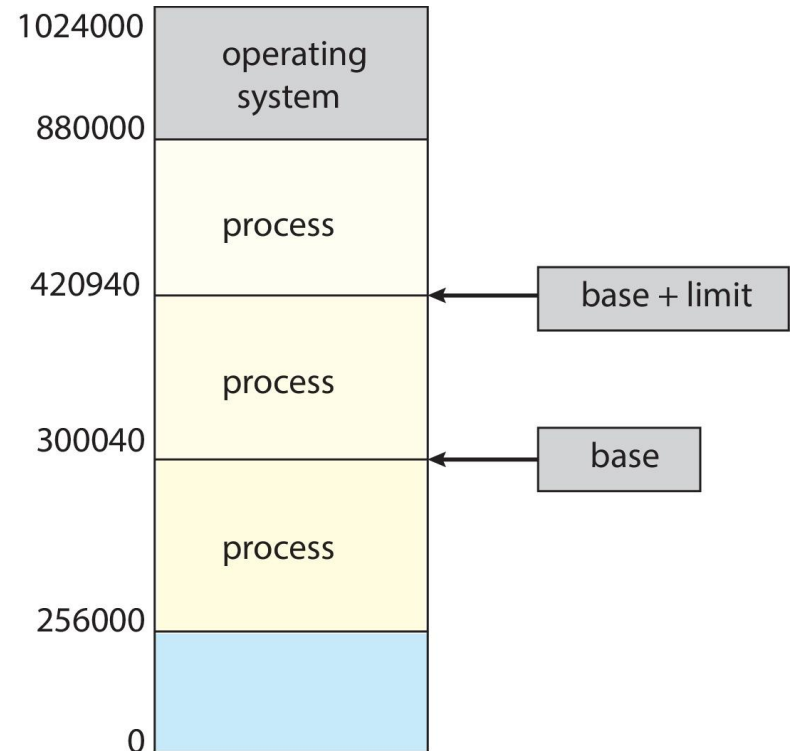 1024000
operating
system
880000
process
420940
base + limit
process
300040
base
process
256000
0